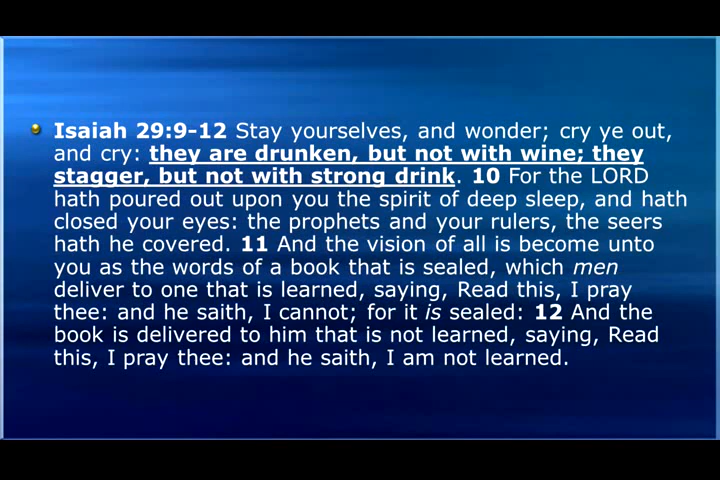 Isaiah 29:9-12 Stay yourselves, and wonder; cry ye out,
and cry: they are drunken, but not with wine; they
stagger, but not with strong drink. 10 For the LORD
hath poured out upon you the spirit of deep sleep, and hath
closed your eyes: the prophets and your rulers, the seers
hath he covered. 11 And the vision of all is become unto
you as the words of a book that is sealed, which men
deliver to one that is learned, saying, Read this, I pray
thee: and he saith, I cannot; for it is sealed: 12 And the
book is delivered to him that is not learned, saying, Read
this, I pray thee: and he saith, I am not learned.